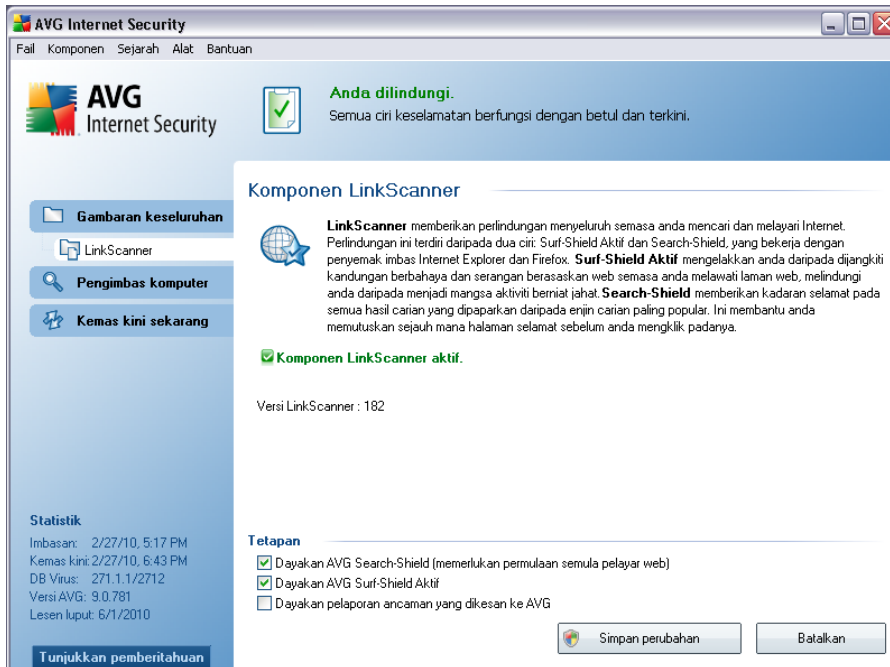 AVG Internet Security
Fail Komponen Sejarah Alat Bantuan
AVG
Internet Security
Anda dilindungi.
Semua ciri keselamatan berfungsi dengan betul dan terkini.
Gambaran keseluruhan
LinkScanner
Pengimbas komputer
Kemas kini sekarang
Komponen LinkScanner
LinkScanner memberikan perlindungan menyeluruh semasa anda mencari dan melayari Internet.
Perlindungan ini terdiri daripada dua ciri: Surf-Shield Aktif dan Search-Shield, yang bekerja dengan
penyemak imbas Internet Explorer dan Firefox. Surf-Shield Aktif mengelakkan anda daripada dijangkiti
kandungan berbahaya dan serangan berasaskan web semasa anda melawati laman web, melindungi
anda daripada menjadi mangsa aktiviti berniat jahat. Search-Shield memberikan kadaran selamat pada
semua hasil carian yang dipaparkan daripada enjin carian paling popular. Ini membantu anda
memutuskan sejauh mana halaman selamat sebelum anda mengklik padanya.
Komponen LinkScanner aktif.
Versi LinkScanner : 182
Statistik
Imbasan: 2/27/10, 5:17 PM
Kemas kini: 2/27/10, 6:43 PM
DB Virus: 271.1.1/2712
Versi AVG: 9.0.781
Lesen luput: 6/1/2010
Tunjukkan pemberitahuan
Tetapan
Dayakan AVG Search-Shield (memerlukan permulaan semula pelayar web)
Dayakan AVG Surf-Shield Aktif
Dayakan pelaporan ancaman yang dikesan ke AVG
Simpan perubahan
Batalkan